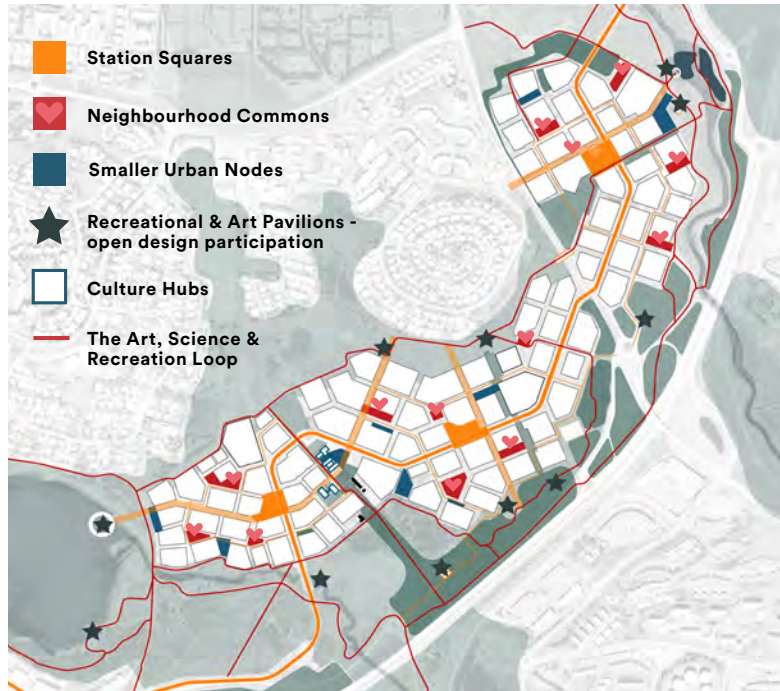 Station Squares
Neighbourhood Commons
Smaller Urban Nodes
Recreational & Art Pavilions -
open design participation
Culture Hubs
The Art, Science &
Recreation Loop